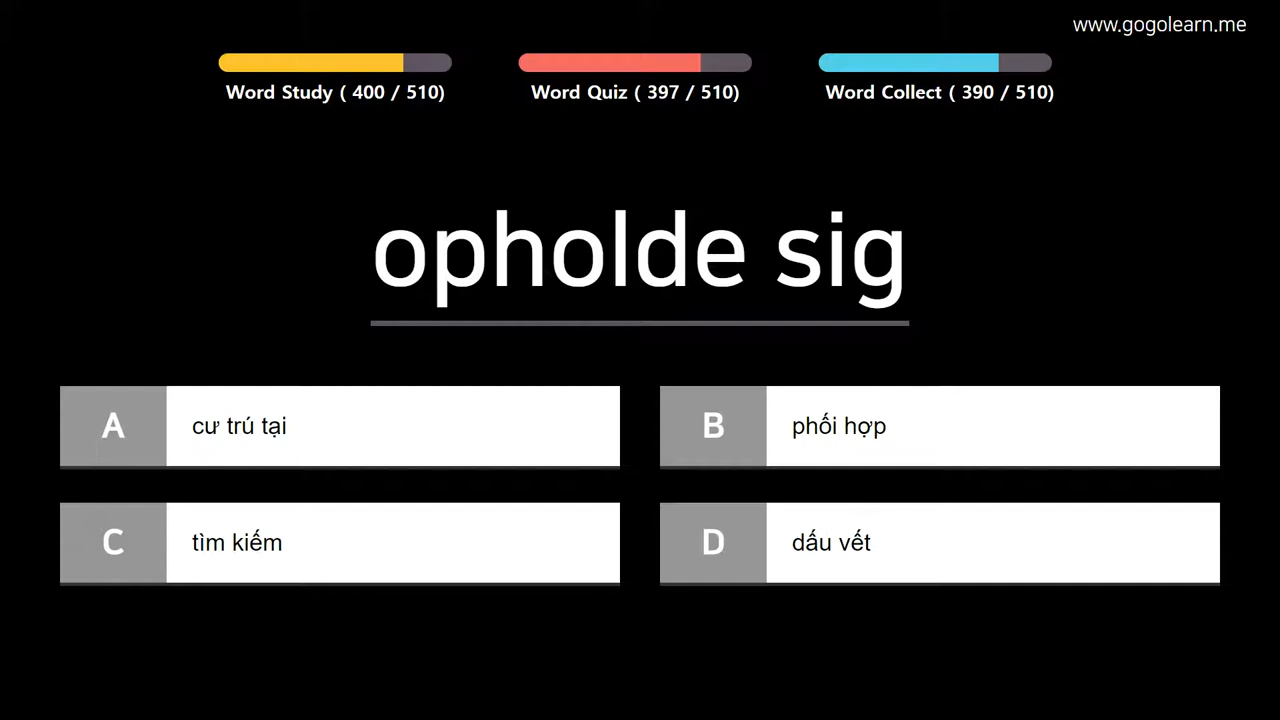 www.gogolearn.me
Word Study ( 400 / 510)
Word Quiz ( 397 / 510)
Word Collect ( 390 / 510)
opholde sig
A cư trú tại
B phối hợp
C tìm kiếm
D dấu vết